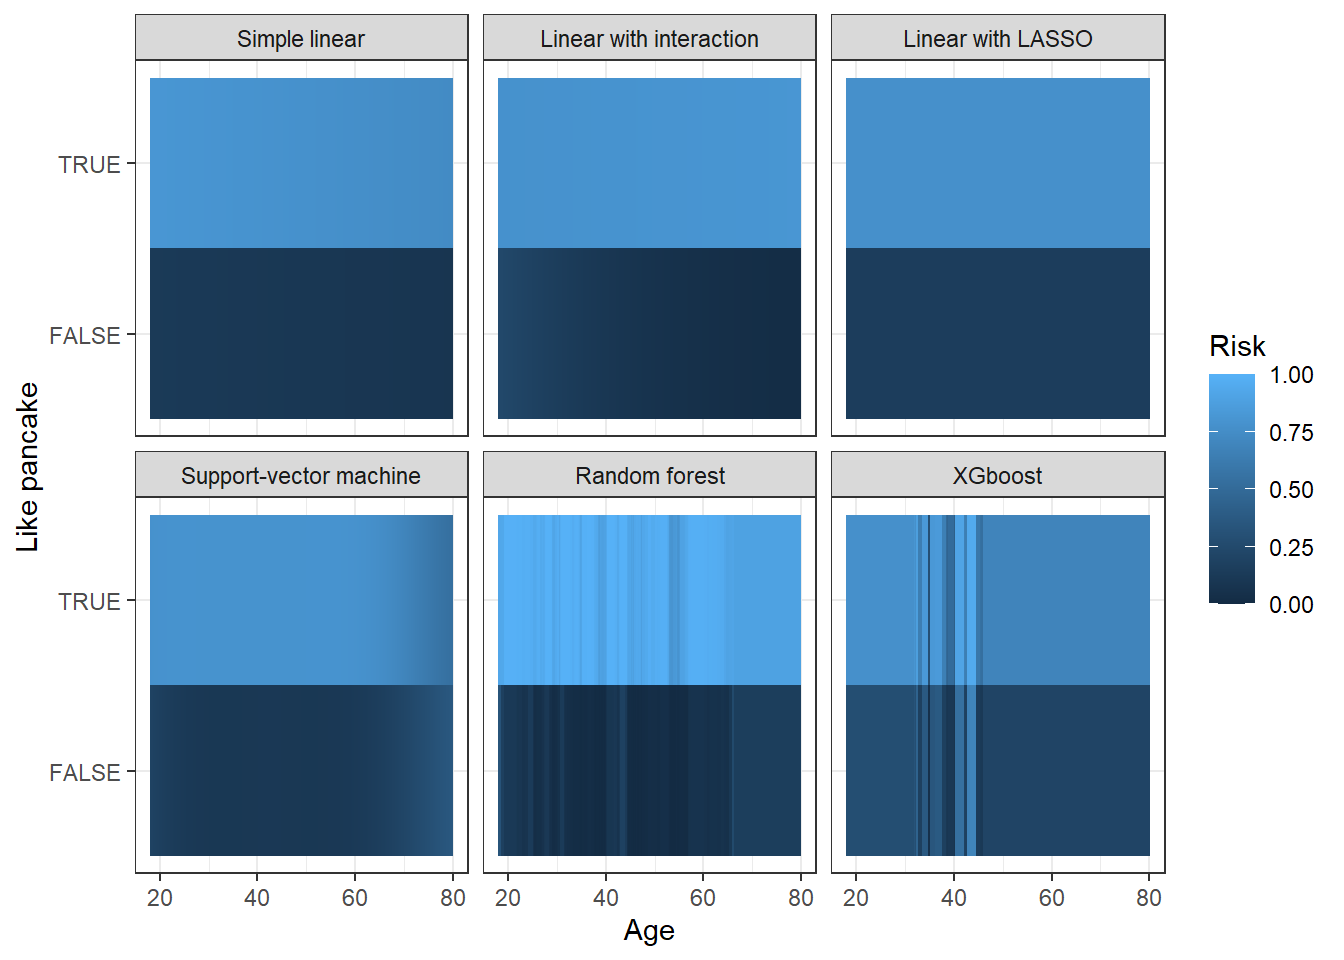 Simple linear
Linear with interaction
Linear with LASSO
TRUE
FALSE
Support-vector machine
Random forest
XGboost
TRUE
FALSE
20 40 60 80
20 40 60 80
20 40 60 80
Age
Like pancake
Risk
1.00
0.75
0.50
0.25
0.00